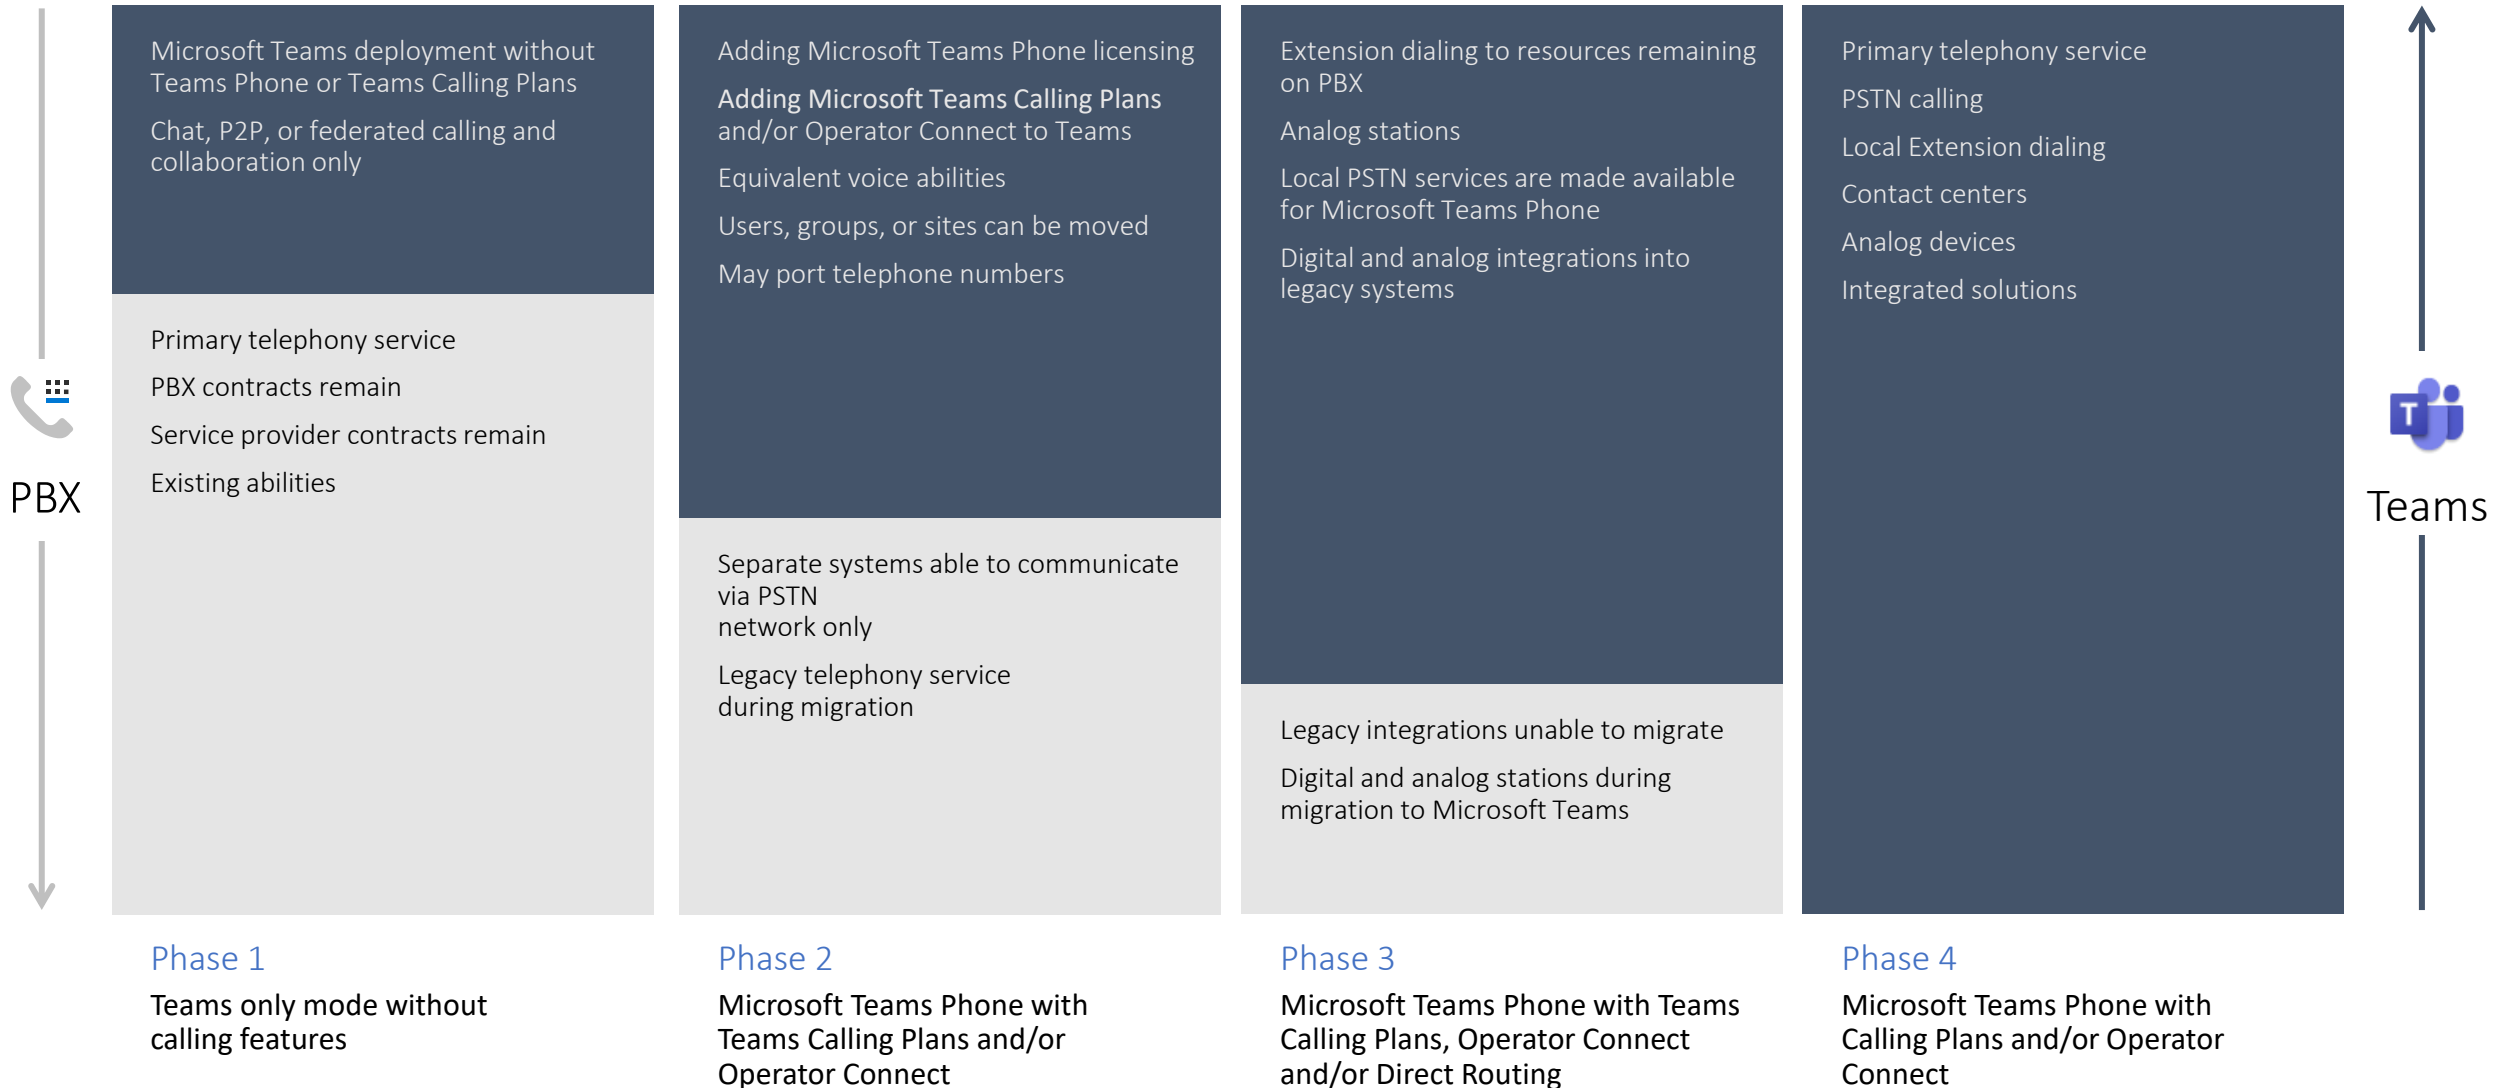 PBX
Microsoft Teams deployment without
Teams Phone or Teams Calling Plans
Chat, P2P, or federated calling and
collaboration only
Primary telephony service
PBX contracts remain
Service provider contracts remain
Existing abilities
Phase 1
Teams only mode without
calling features
Adding Microsoft Teams Phone licensing
Adding Microsoft Teams Calling Plans
and/or Operator Connect to Teams
Equivalent voice abilities
Users, groups, or sites can be moved
May port telephone numbers
Separate systems able to communicate
via PSTN
network only
Legacy telephony service
during migration
Phase 2
Microsoft Teams Phone with
Teams Calling Plans and/or
Operator Connect
Extension dialing to resources remaining
on PBX
Analog stations
Local PSTN services are made available
for Microsoft Teams Phone
Digital and analog integrations into
legacy systems
Legacy integrations unable to migrate
Digital and analog stations during
migration to Microsoft Teams
Phase 3
Microsoft Teams Phone with Teams
Calling Plans, Operator Connect
and/or Direct Routing
Primary telephony service
PSTN calling
Local Extension dialing
Contact centers
Analog devices
Integrated solutions
Phase 4
Microsoft Teams Phone with
Calling Plans and/or Operator
Connect
T
Teams